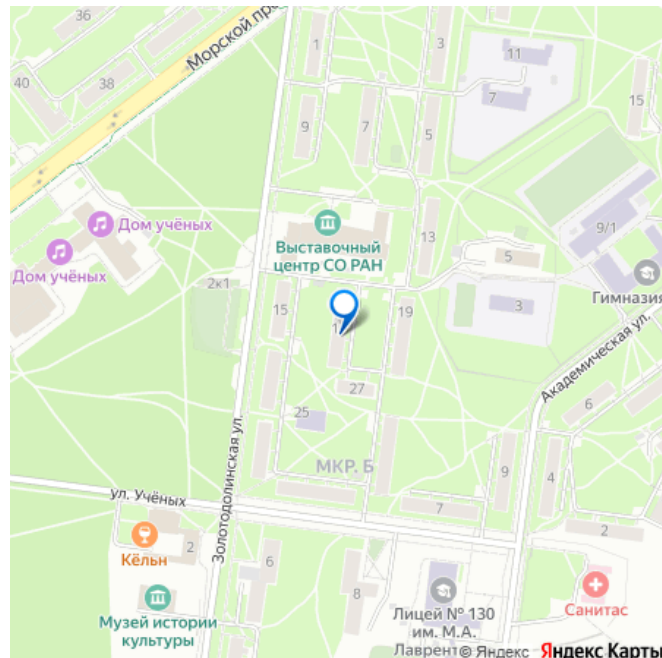 36
Морской про
1
3
40
38
11
7
15
9
7
5
Дом учёных
Дом учёных
Выставочный
центр СО РАН
13
5
9/1
2к1
Гимназия
15
19
3
Академическая ул.
27
6
25
Золотодолинская ул.
МКР. Б
9
4
ул. Учёных
7
2
Кёльн
2
6
8
Санитас
Музей истории
культуры
Лицей № 130
им. М.А.
Лаврент
© Яндекс Яндекс Карты